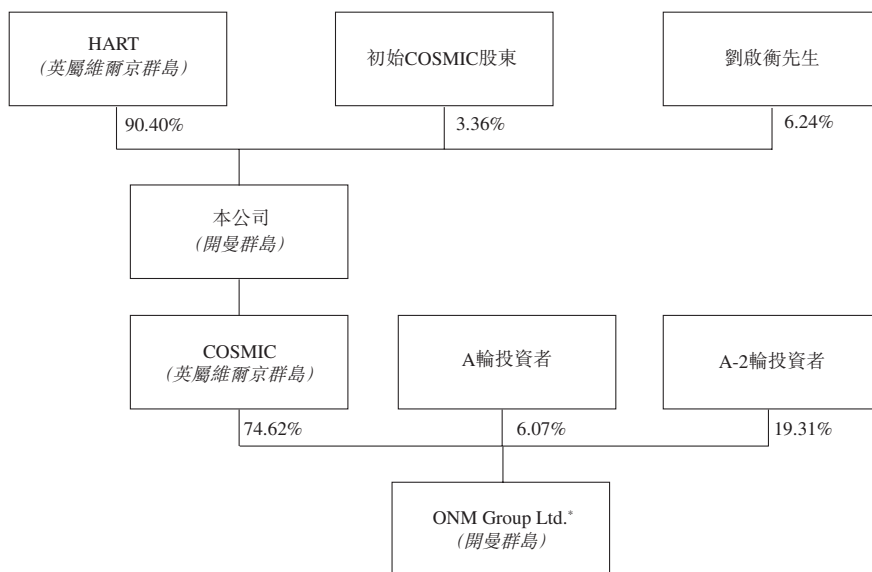 HART
(英屬維爾京群島)
初始COSMIC股東
劉啟衡先生
90.40%
3.36%
6.24%
本公司
(開曼群島)
COSMIC
(英屬維爾京群島)
A輪投資者
A-2輪投資者
74.62%
6.07%
19.31%
ONM Group Ltd.*
(開曼群島)